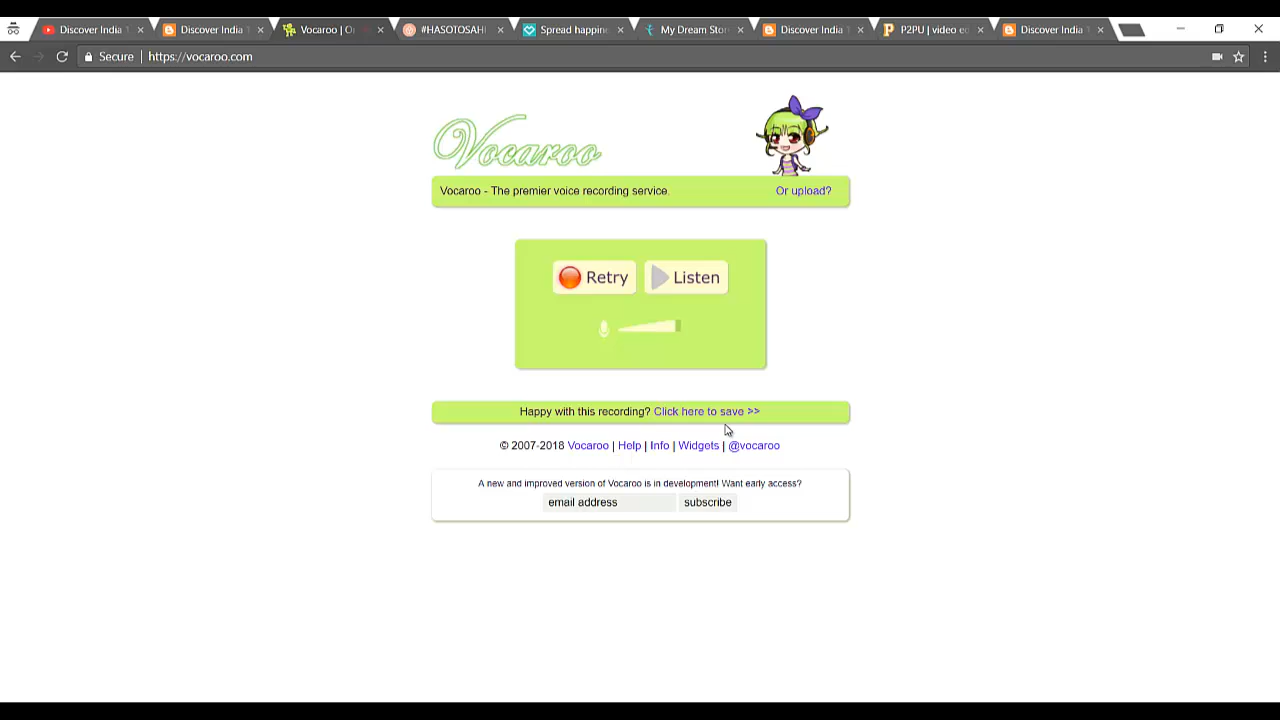 Discover India T
Discover India T
Vocaroo | O
#HASOTOSAHI
Spread happin
My Dream Stor
Discover India T
P2PU | video ed
Discover India T
Secure
https://vocaroo.com
Vocaroo
Vocaroo - The premier voice recording service.
Or upload?
Retry
Listen
Happy with this recording? Click here to save >>
© 2007-2018 Vocaroo | Help | Info | Widgets | @vocaroo
A new and improved version of Vocaroo is in development! Want early access?
email address
subscribe